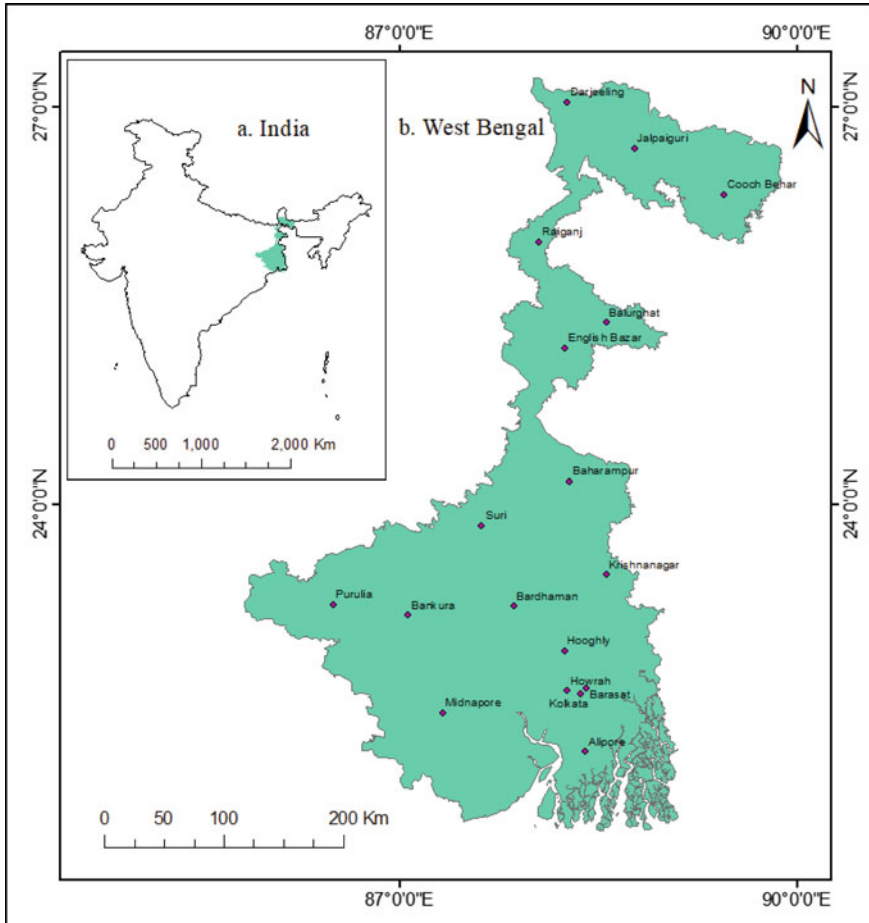 87°0'0"E 90°0'0"E
27°0'0"N 27°0'0"N
a. India b. West Bengal N
Darjeeling
Jalpaiguri
Cooch Behar
Raiganj
Balurghat
English Bazar
0 500 1,000 2,000 Km
Baharampur
24°0'0"N 24°0'0"N
Suri
Krishnanagar
Purulia
Bankura
Bardhaman
Hooghly
Howrah
Barasat
Kolkata
Midnapore
Alipore
0 50 100 200 Km
87°0'0"E 90°0'0"E